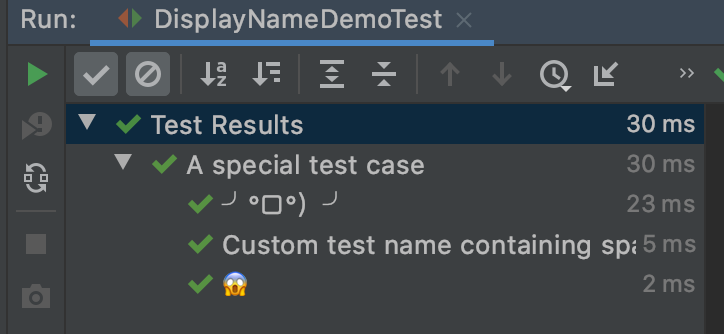 Run: DisplayNameDemoTest
Test Results 30 ms
A special test case 30 ms
╯°□°) ╯ 23 ms
Custom test name containing spa 5 ms
😱 2 ms